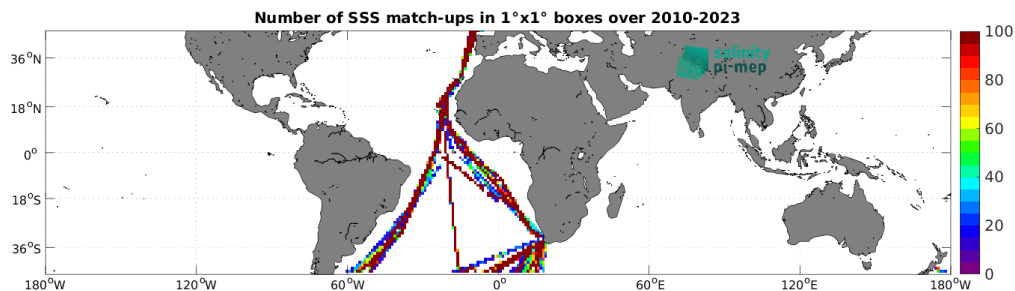 Number of SSS match-ups in 1°x1° boxes over 2010-2023
salinity
pi-mep
36°N
18°N
0°
18°S
36°S
180°W
120°W
60°W
0°
60°E
120°E
180°W
100
80
60
40
20
0